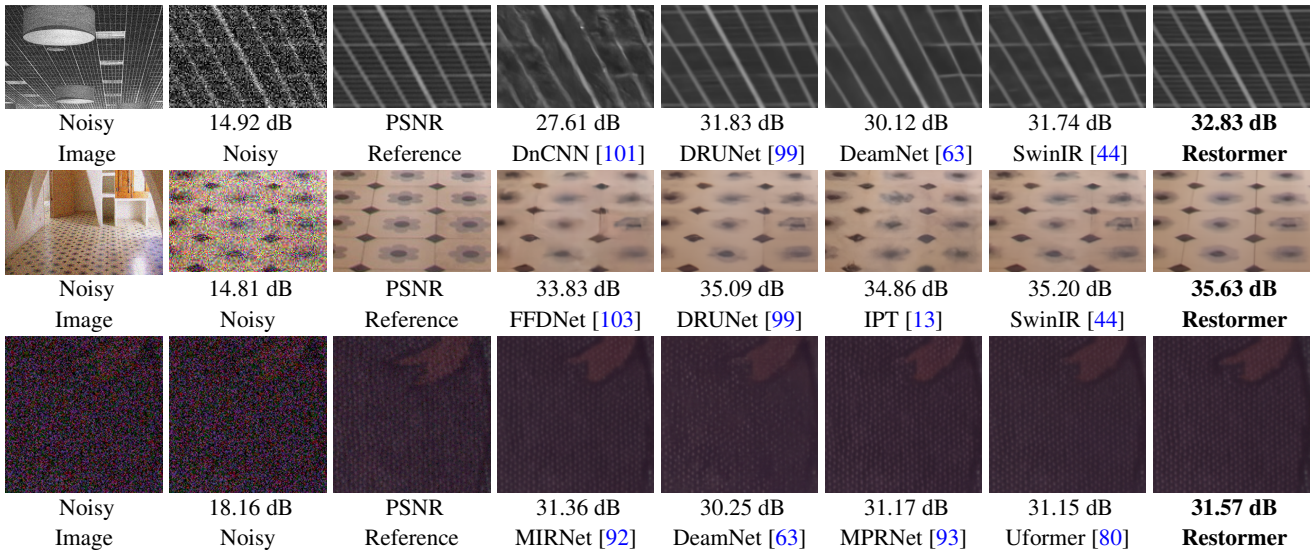 Noisy 14.92 dB PSNR 27.61 dB 31.83 dB 30.12 dB 31.74 dB 32.83 dB
Image Noisy Reference DnCNN [101] DRUNet [99] DeamNet [63] SwinIR [44] Restormer
Noisy 14.81 dB PSNR 33.83 dB 35.09 dB 34.86 dB 35.20 dB 35.63 dB
Image Noisy Reference FFDNet [103] DRUNet [99] IPT [13] SwinIR [44] Restormer
Noisy 18.16 dB PSNR 31.36 dB 30.25 dB 31.17 dB 31.15 dB 31.57 dB
Image Noisy Reference MIRNet [92] DeamNet [63] MPRNet [93] Uformer [80] Restormer